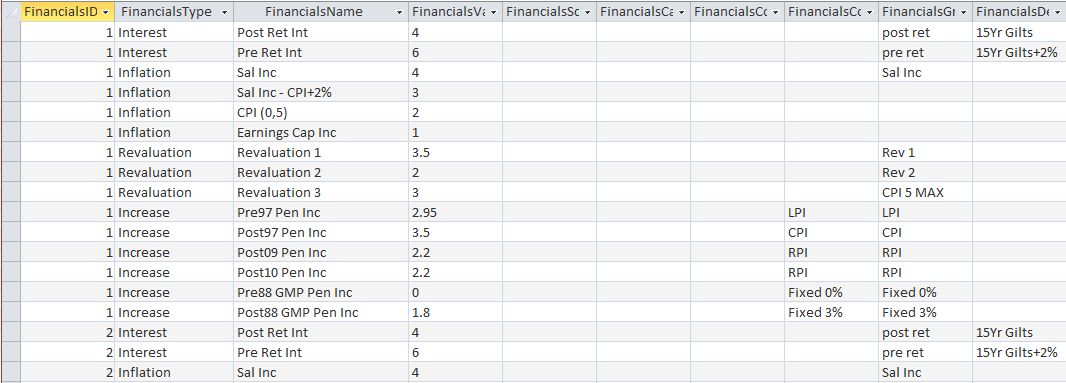 FinancialsID FinancialsType FinancialsName FinancialsVa FinancialsSc FinancialsCa FinancialsCo FinancialsCo FinancialsGr FinancialsDe
1 Interest Post Ret Int 4 post ret 15Yr Gilts
1 Interest Pre Ret Int 6 pre ret 15Yr Gilts+2%
1 Inflation Sal Inc 4 Sal Inc
1 Inflation Sal Inc - CPI+2% 3
1 Inflation CPI (0,5) 2
1 Inflation Earnings Cap Inc 1
1 Revaluation Revaluation 1 3.5 Rev 1
1 Revaluation Revaluation 2 2 Rev 2
1 Revaluation Revaluation 3 3 CPI 5 MAX
1 Increase Pre97 Pen Inc 2.95 LPI LPI
1 Increase Post97 Pen Inc 3.5 CPI CPI
1 Increase Post09 Pen Inc 2.2 RPI RPI
1 Increase Post10 Pen Inc 2.2 RPI RPI
1 Increase Pre88 GMP Pen Inc 0 Fixed 0% Fixed 0%
1 Increase Post88 GMP Pen Inc 1.8 Fixed 3% Fixed 3%
2 Interest Post Ret Int 4 post ret 15Yr Gilts
2 Interest Pre Ret Int 6 pre ret 15Yr Gilts+2%
2 Inflation Sal Inc 4 Sal Inc